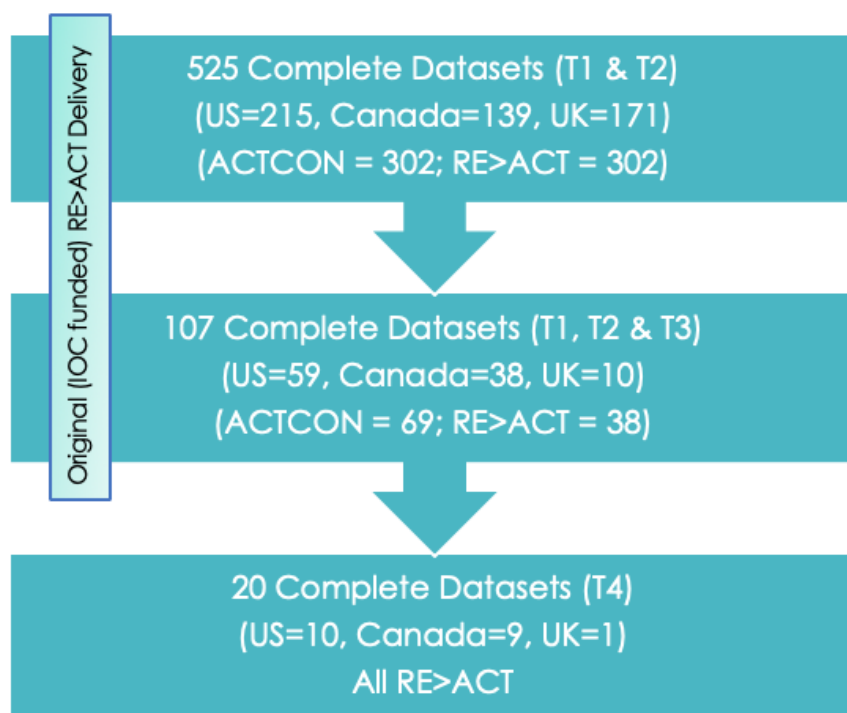 Original (IOC funded) RE>ACT Delivery
525 Complete Datasets (T1 & T2)
(US=215, Canada=139, UK=171)
(ACTCON = 302; RE>ACT = 302)
107 Complete Datasets (T1, T2 & T3)
(US=59, Canada=38, UK=10)
(ACTCON = 69; RE>ACT = 38)
20 Complete Datasets (T4)
(US=10, Canada=9, UK=1)
All RE>ACT